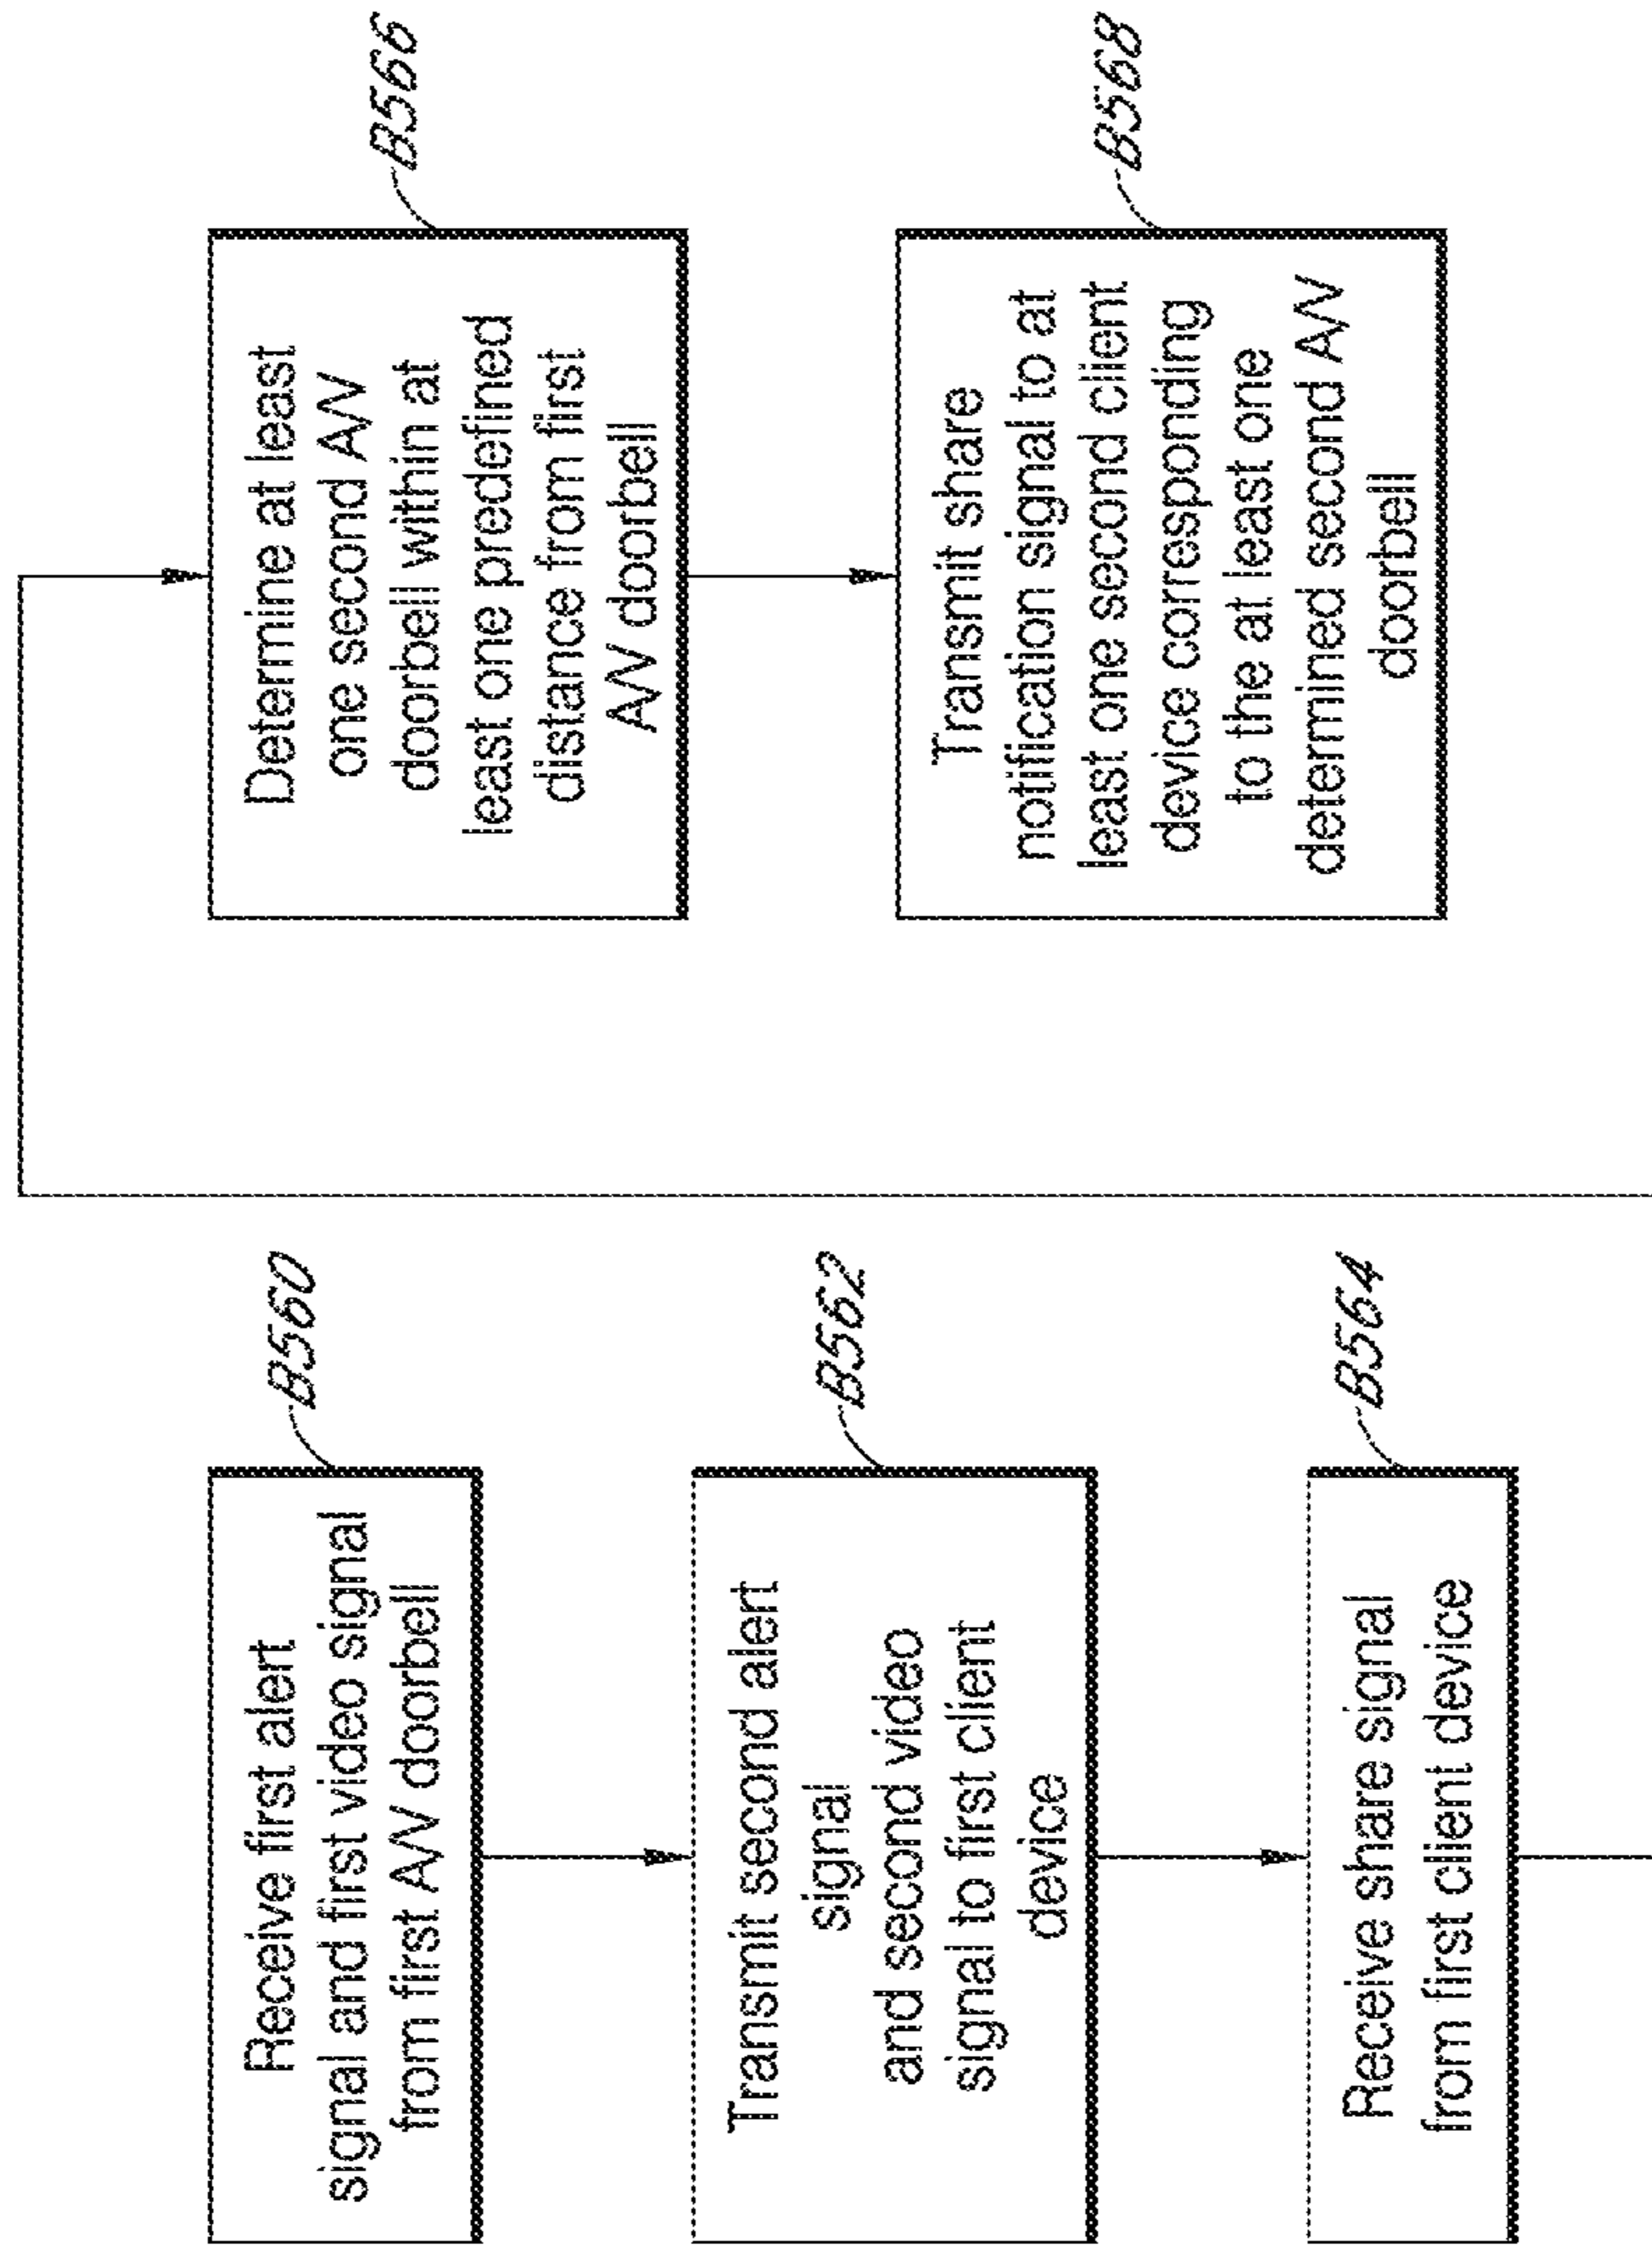 B560
Receive first alert
signal and first video signal
from first A/V doorbell
B562
Transmit second alert
signal
and second video
signal to first client
device
B564
Receive share signal
from first client device
B566
Determine at least
one second A/V
doorbell within at
least one predefined
distance from first
A/V doorbell
B568
Transmit share
notification signal to at
least one second client
device corresponding
to the at least one
determined second A/V
doorbell